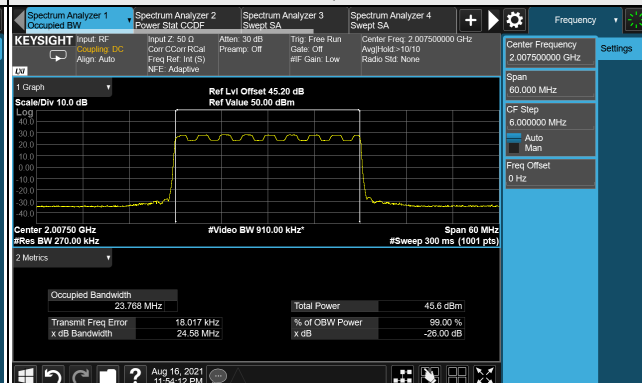 Spectrum Analyzer 1
Occupied BW
Spectrum Analyzer 2
Power Stat CCDF
Spectrum Analyzer 3
Swept SA
Spectrum Analyzer 4
Swept SA
+
Frequency
KEYSIGHT
Input: RF
Coupling: DC
Align: Auto
Input Z: 50 Ω
Corr CCorr RCal
Freq Ref: Int (S)
NFE: Adaptive
Atten: 30 dB
Preamp: Off
Trig: Free Run
Gate: Off
#IF Gain: Low
Center Freq: 2.007500000 GHz
Avg|Hold:>10/10
Radio Std: None
LXI
Center Frequency
2.007500000 GHz
Settings
Span
60.000 MHz
CF Step
6.000000 MHz
Auto
Man
Freq Offset
0 Hz
1 Graph
Scale/Div 10.0 dB
Ref Lvl Offset 45.20 dB
Ref Value 50.00 dBm
Log
40.0
30.0
20.0
10.0
0.00
-10.0
-20.0
-30.0
-40.0
Center 2.00750 GHz
#Res BW 270.00 kHz
#Video BW 910.00 kHz*
Span 60 MHz
#Sweep 300 ms (1001 pts)
2 Metrics
Occupied Bandwidth
23.768 MHz
Total Power 45.6 dBm
Transmit Freq Error 18.017 kHz
% of OBW Power 99.00 %
x dB Bandwidth 24.58 MHz
x dB -26.00 dB
?
Aug 16, 2021
11:54:12 PM